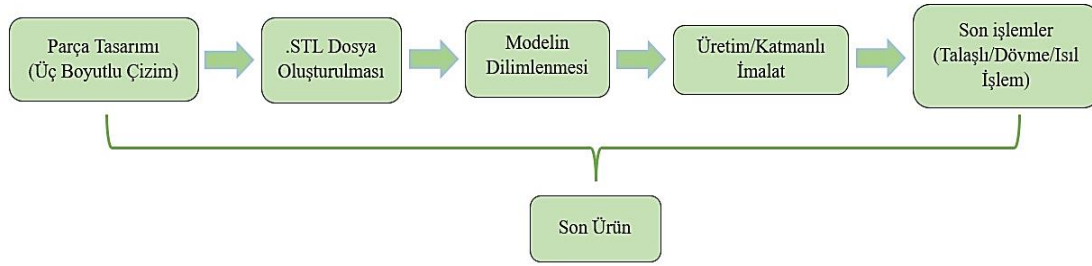 Parça Tasarımı
(Üç Boyutlu Çizim)
.STL Dosya
Oluşturulması
Modelin
Dilimlenmesi
Üretim/Katmanlı
İmalat
Son işlemler
(Talaşlı/Dövme/Isıl
İşlem)
Son Ürün